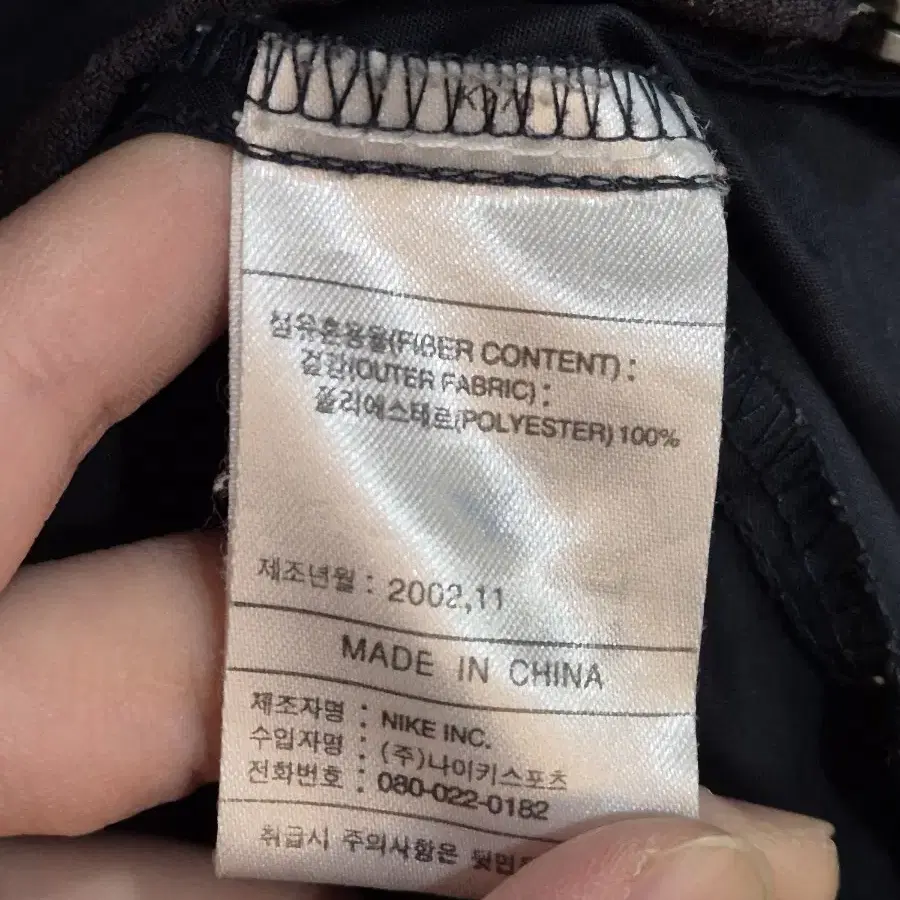 섬유혼용율(FIBER CONTENT) :
겉감(OUTER FABRIC) :
폴리에스테르(POLYESTER) 100%
제조년월 : 2002,11
MADE IN CHINA
제조자명 : NIKE INC.
수입자명 : (주)나이키스포츠
전화번호 : 080-022-0182
취급시 주의사항은